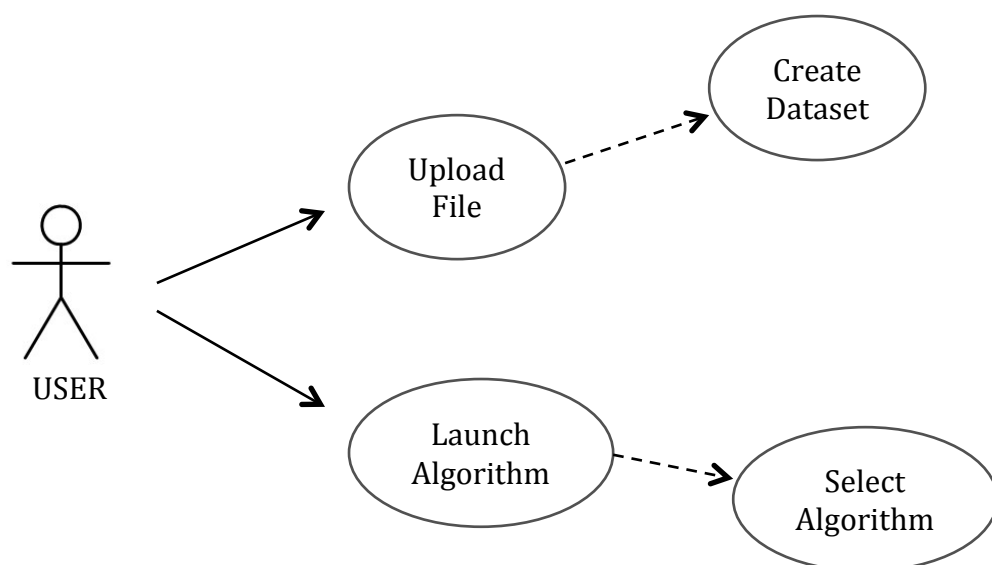 Create
Dataset
Upload
File
USER
Launch
Algorithm
Select
Algorithm